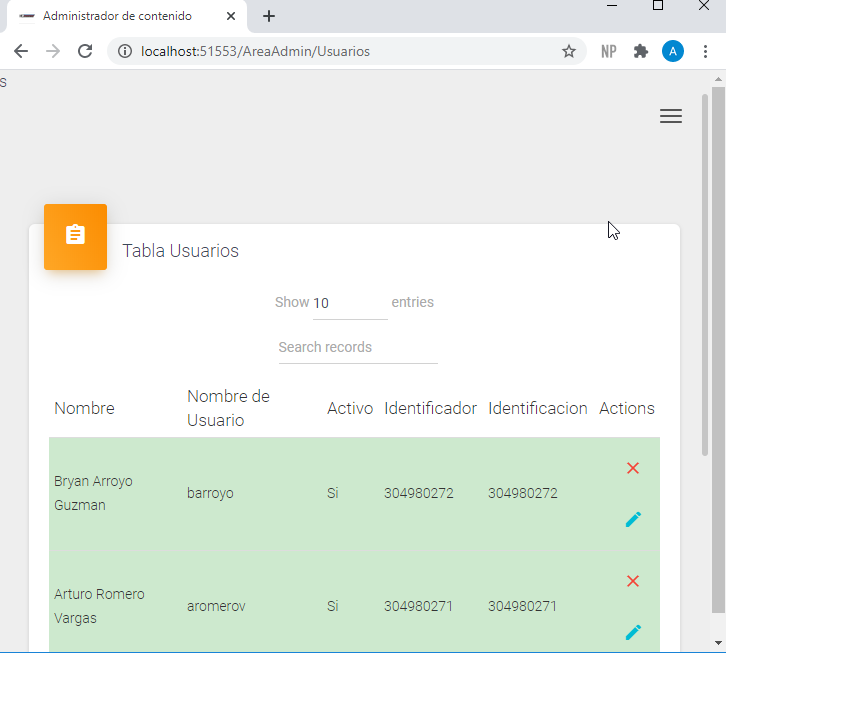 Administrador de contenido
localhost:51553/AreaAdmin/Usuarios
NP
A
s
Tabla Usuarios
Show 10 entries
Search records
Nombre
Nombre de
Usuario
Activo
Identificador
Identificacion
Actions
Bryan Arroyo
Guzman
barroyo
Si
304980272
304980272
Arturo Romero
Vargas
aromerov
Si
304980271
304980271